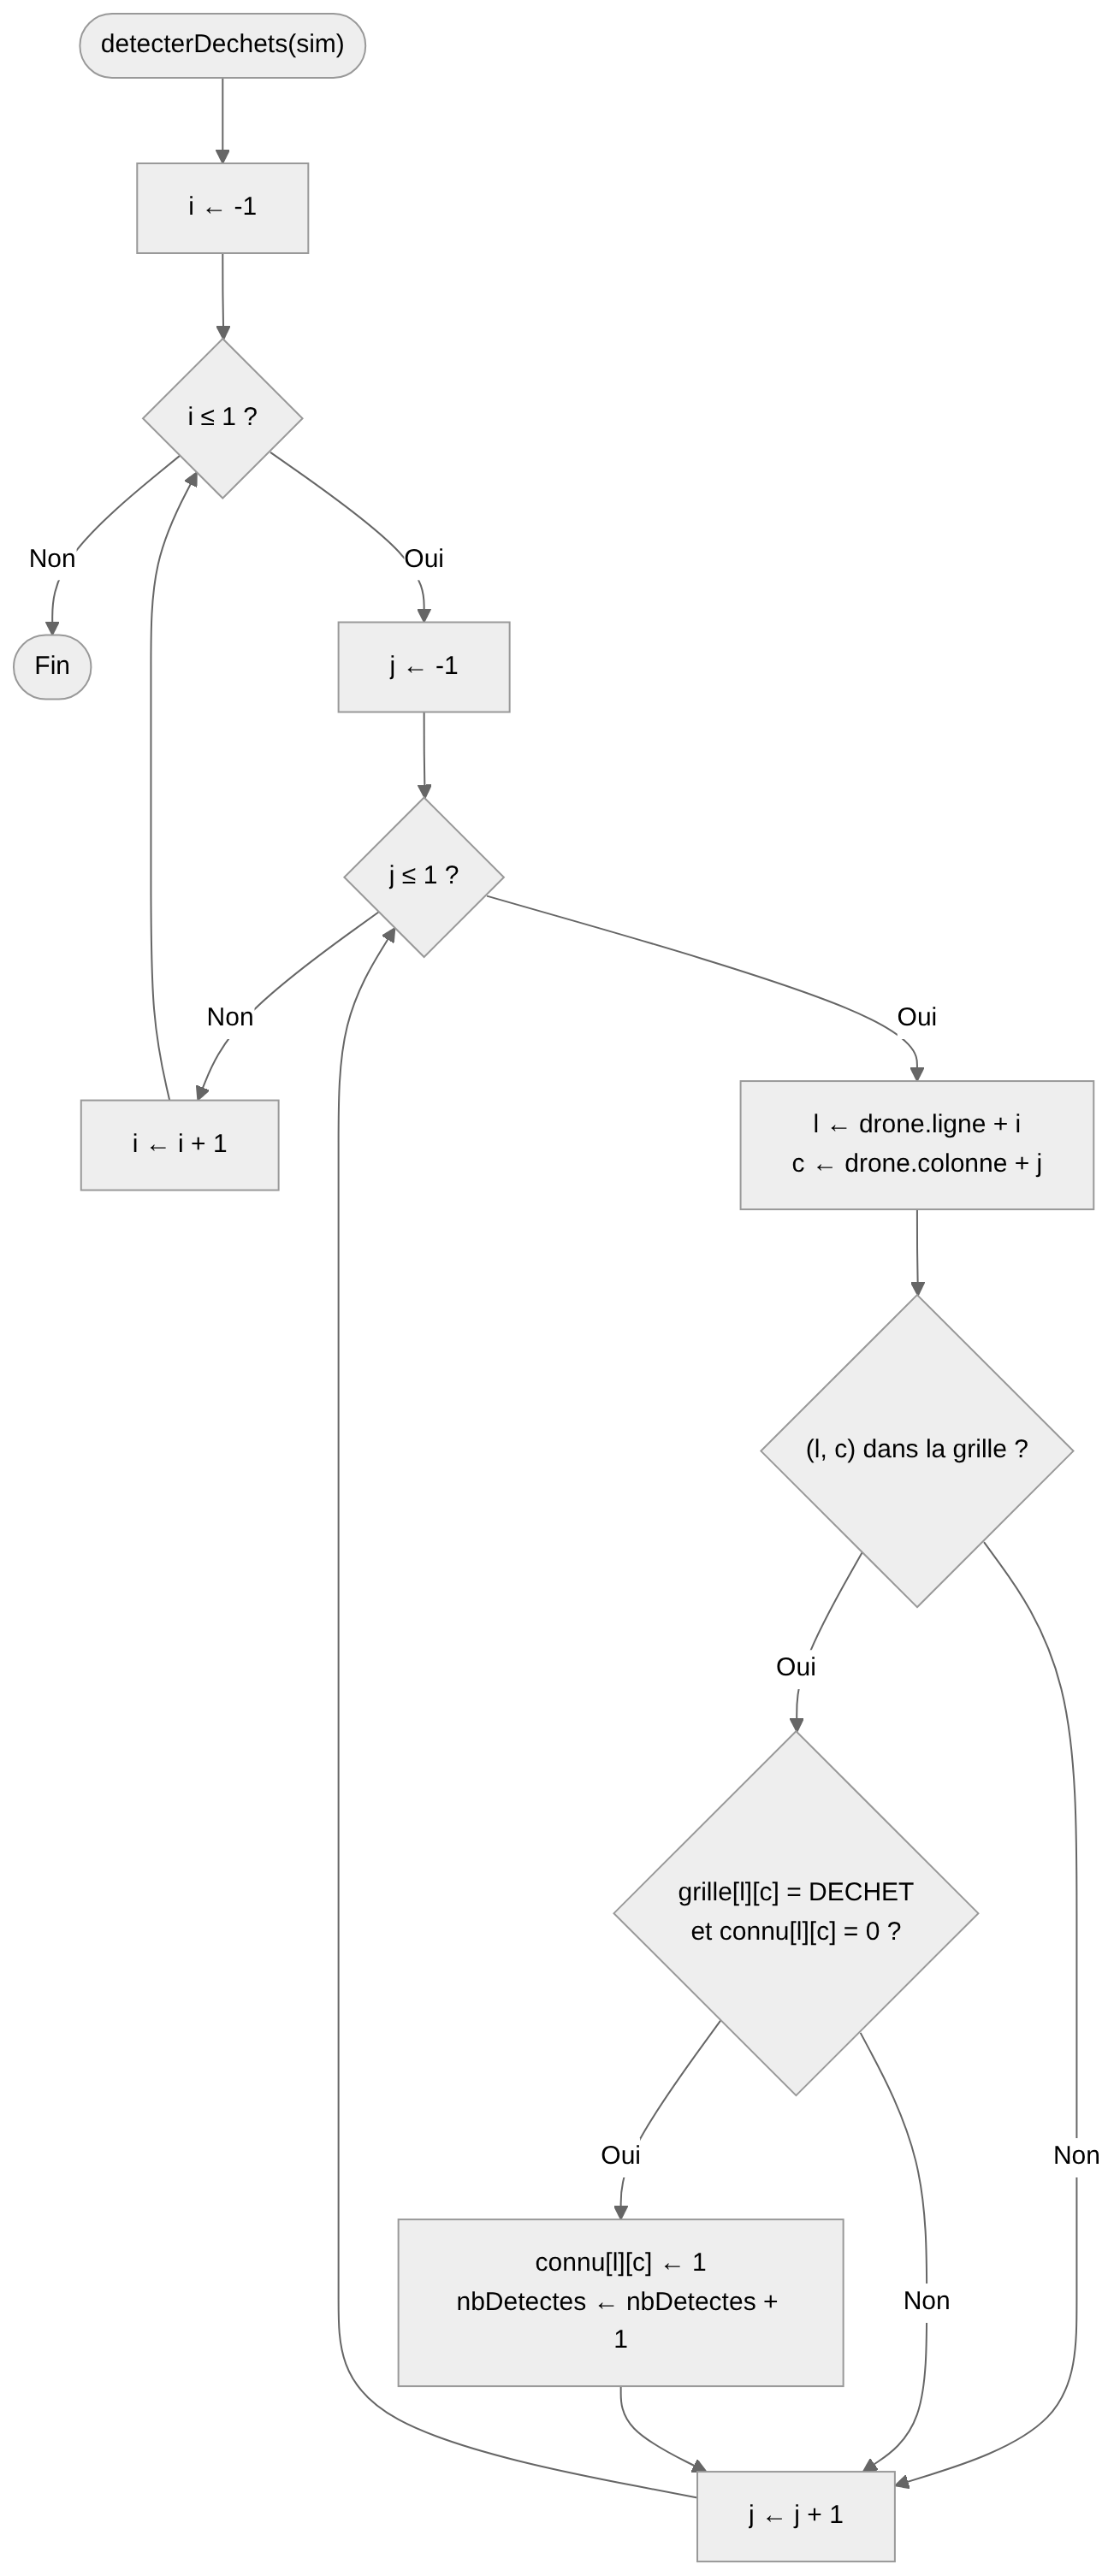 detecterDechets(sim)
i ← -1
i ≤ 1 ?
Non
Oui
Fin
j ← -1
j ≤ 1 ?
Non
Oui
i ← i + 1
l ← drone.ligne + i
c ← drone.colonne + j
(l, c) dans la grille ?
Oui
grille[l][c] = DECHET
et connu[l][c] = 0 ?
Oui
Non
connu[l][c] ← 1
nbDetectes ← nbDetectes +
1
Non
j ← j + 1